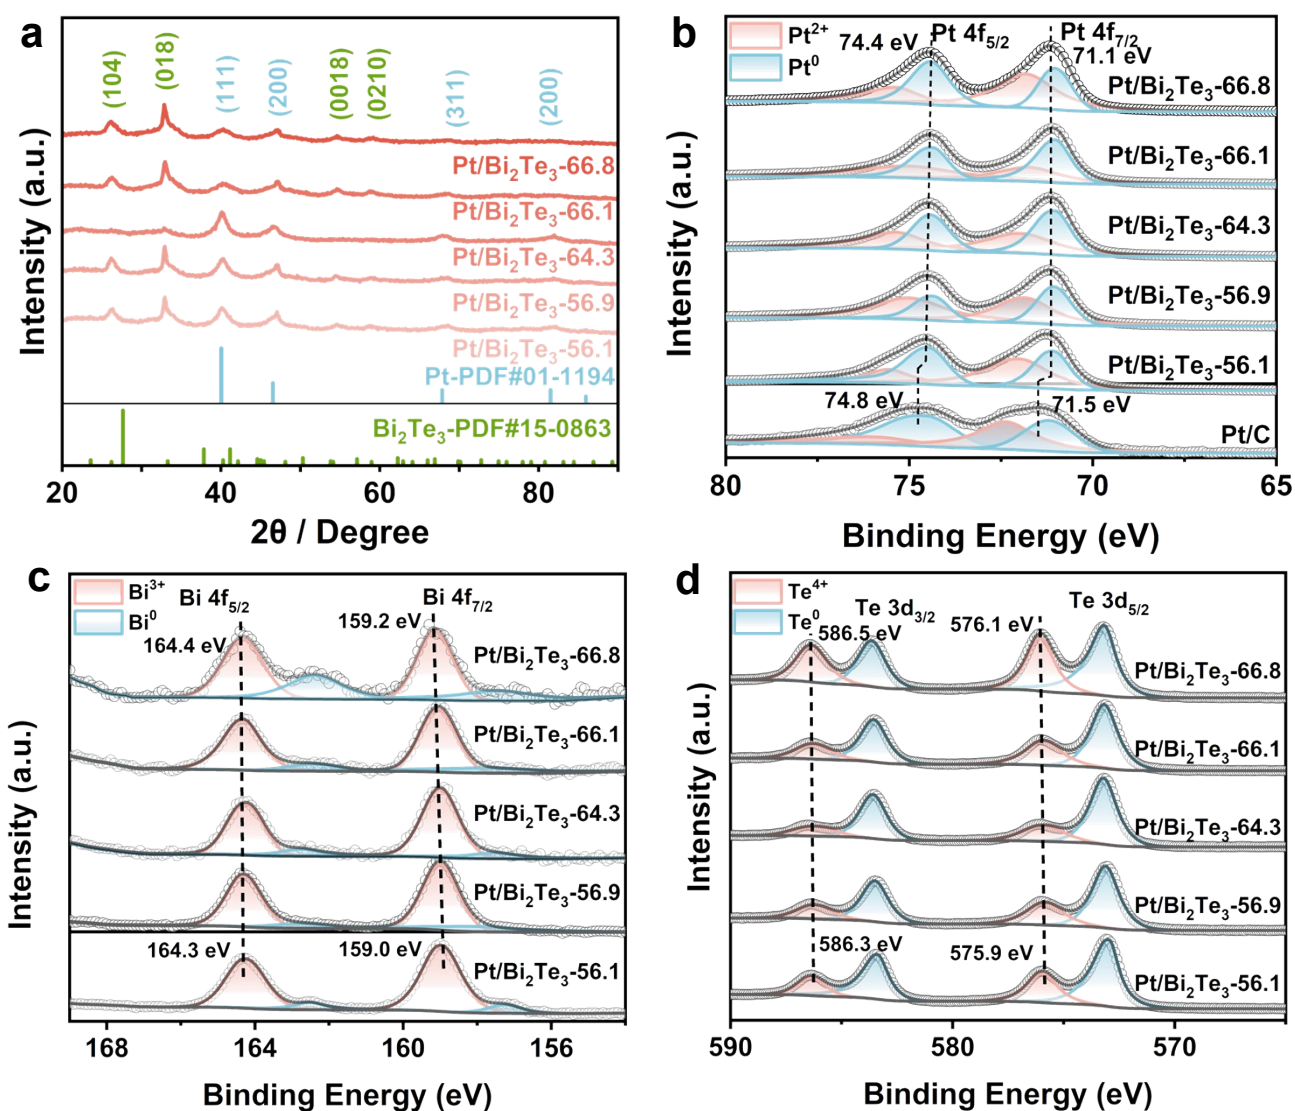 a
(104)
(018)
(111)
(200)
(0018)
(0210)
(311)
(200)
Pt/Bi₂Te₃-66.8
Pt/Bi₂Te₃-66.1
Pt/Bi₂Te₃-64.3
Pt/Bi₂Te₃-56.9
Pt/Bi₂Te₃-56.1
Pt-PDF#01-1194
Bi₂Te₃-PDF#15-0863
Intensity (a.u.)
20 40 60 80
2θ / Degree
b
Pt²⁺
Pt⁰
74.4 eV
Pt 4f₅/₂
Pt 4f₇/₂
71.1 eV
Pt/Bi₂Te₃-66.8
Pt/Bi₂Te₃-66.1
Pt/Bi₂Te₃-64.3
Pt/Bi₂Te₃-56.9
Pt/Bi₂Te₃-56.1
74.8 eV
71.5 eV
Pt/C
Intensity (a.u.)
80 75 70 65
Binding Energy (eV)
c
Bi³⁺
Bi⁰
Bi 4f₅/₂
164.4 eV
159.2 eV
Bi 4f₇/₂
Pt/Bi₂Te₃-66.8
Pt/Bi₂Te₃-66.1
Pt/Bi₂Te₃-64.3
Pt/Bi₂Te₃-56.9
164.3 eV
159.0 eV
Pt/Bi₂Te₃-56.1
Intensity (a.u.)
168 164 160 156
Binding Energy (eV)
d
Te⁴⁺
Te⁰
Te 3d₃/₂
586.5 eV
576.1 eV
Te 3d₅/₂
Pt/Bi₂Te₃-66.8
Pt/Bi₂Te₃-66.1
Pt/Bi₂Te₃-64.3
Pt/Bi₂Te₃-56.9
586.3 eV
575.9 eV
Pt/Bi₂Te₃-56.1
Intensity (a.u.)
590 580 570
Binding Energy (eV)